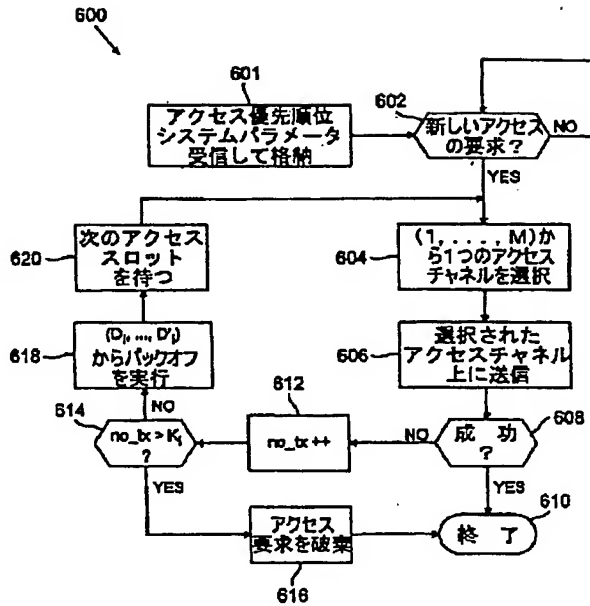 600
601
アクセス優先順位
システムパラメータ
受信して格納
602
新しいアクセス
の要求?
NO
YES
620
次のアクセス
スロット
を待つ
604
(1, . . . . , M)か
ら1つのアクセス
チャネルを選択
618
(Di, ..., D'i)
からバックオフ
を実行
606
選択された
アクセスチャネル
上に送信
614
NO
no_tx > Ki
?
612
no_tx ++
NO
608
成 功
?
YES
YES
アクセス
要求を破棄
616
610
終 了